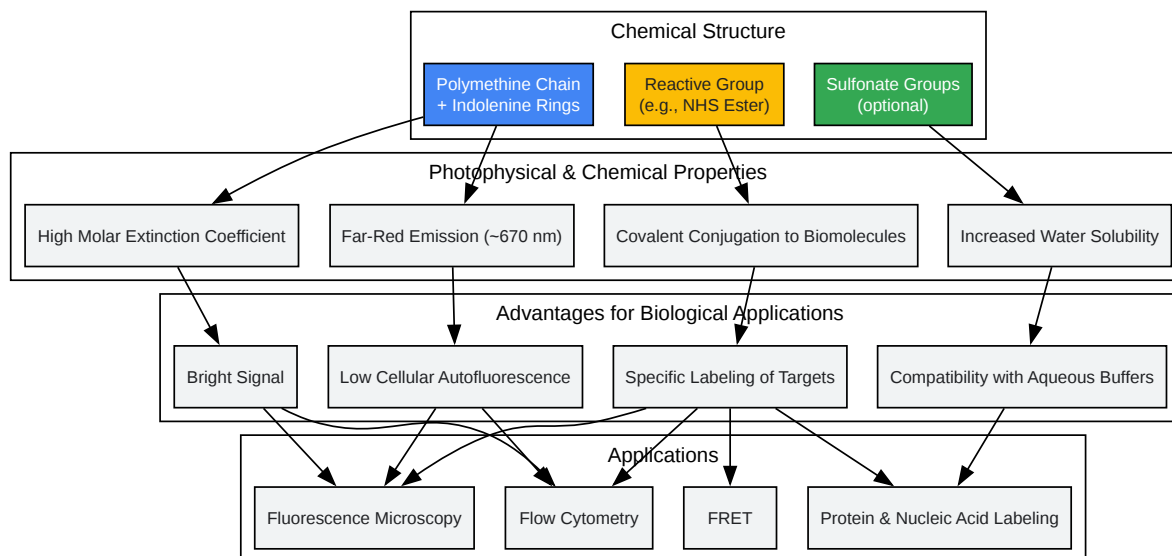 Chemical Structure
Polymethine Chain
+ Indolenine Rings
Reactive Group
(e.g., NHS Ester)
Sulfonate Groups
(optional)
Photophysical & Chemical Properties
High Molar Extinction Coefficient
Far-Red Emission (~670 nm)
Covalent Conjugation to Biomolecules
Increased Water Solubility
Advantages for Biological Applications
Bright Signal
Low Cellular Autofluorescence
Specific Labeling of Targets
Compatibility with Aqueous Buffers
Applications
Fluorescence Microscopy
Flow Cytometry
FRET
Protein & Nucleic Acid Labeling